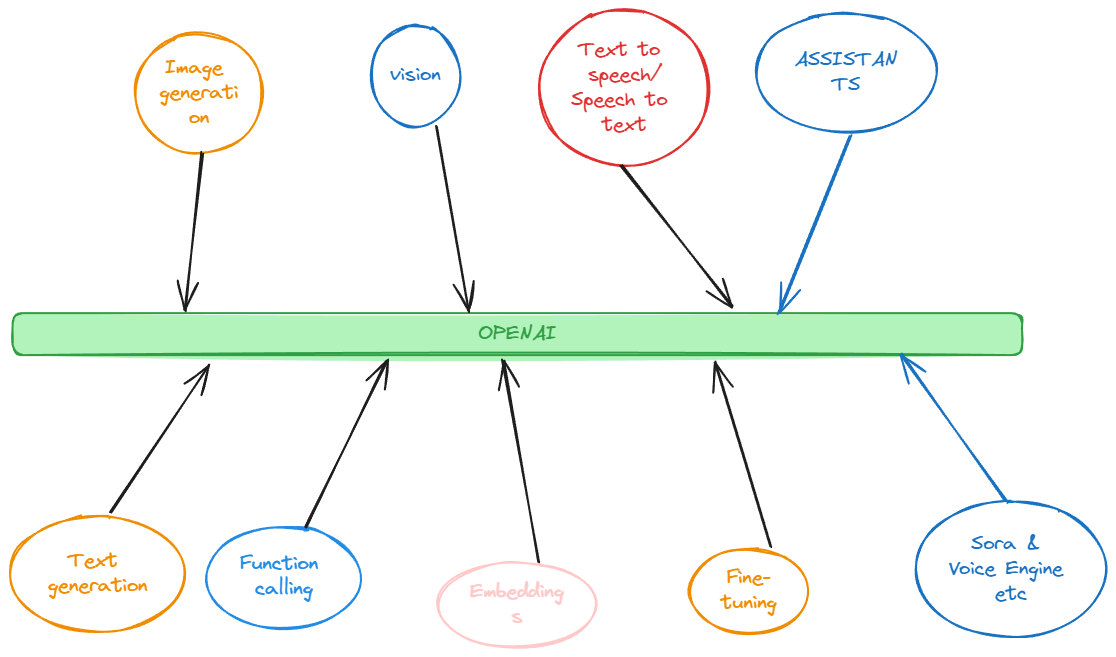 Image
generati
on
vision
Text to
speech/
Speech to
text
ASSISTAN
TS
OPENAI
Text
generation
Function
calling
Embedding
s
Fine-
tuning
Sora &
Voice Engine
etc